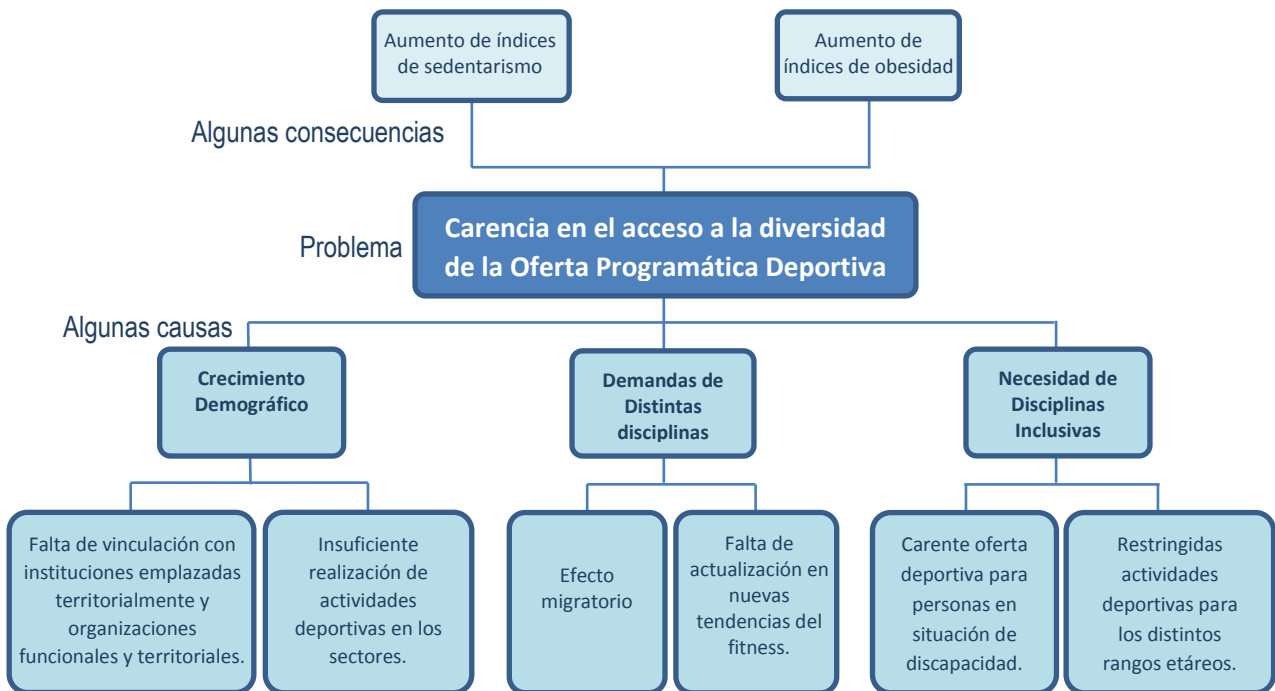 Aumento de índices
de sedentarismo
Aumento de
índices de obesidad
Algunas consecuencias
Problema
Carencia en el acceso a la diversidad
de la Oferta Programática Deportiva
Algunas causas
Crecimiento
Demográfico
Demandas de
Distintas
disciplinas
Necesidad de
Disciplinas
Inclusivas
Falta de vinculación con
instituciones emplazadas
territorialmente y
organizaciones
funcionales y territoriales.
Insuficiente
realización de
actividades
deportivas en los
sectores.
Efecto
migratorio
Falta de
actualización en
nuevas
tendencias del
fitness.
Carente oferta
deportiva para
personas en
situación de
discapacidad.
Restringidas
actividades
deportivas para
los distintos
rangos etáreos.